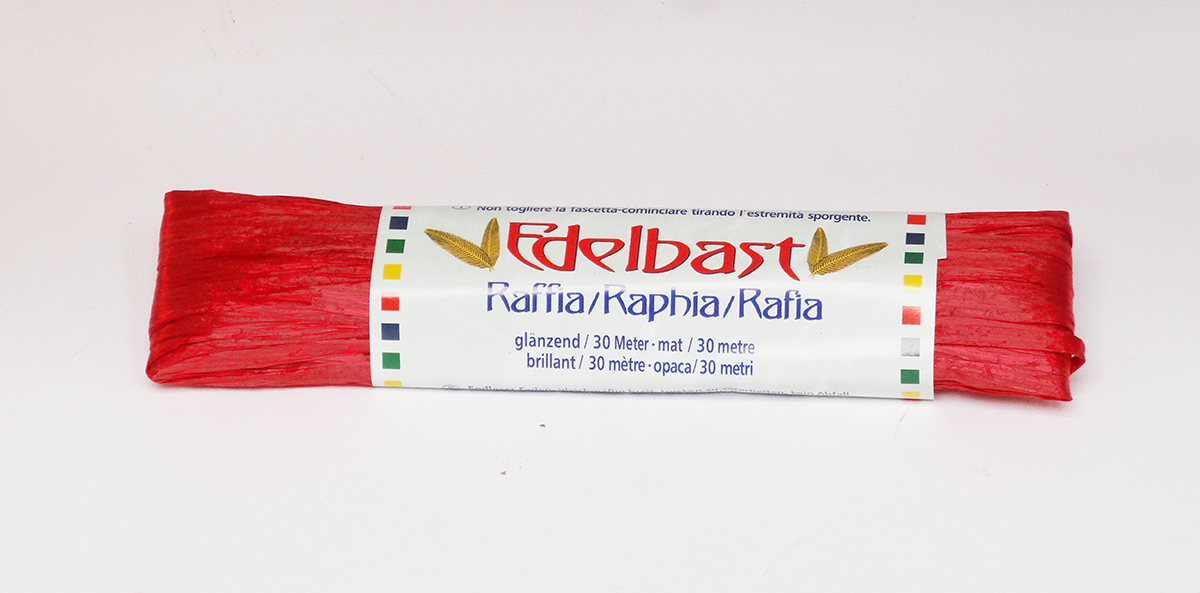 Non togliere la fascetta-cominciare tirando l'estremità sporgente.
Edelbast
Raffia/Raphia/Rafia
glänzend / 30 Meter · mat / 30 metre
brillant / 30 mètre · opaca/ 30 metri